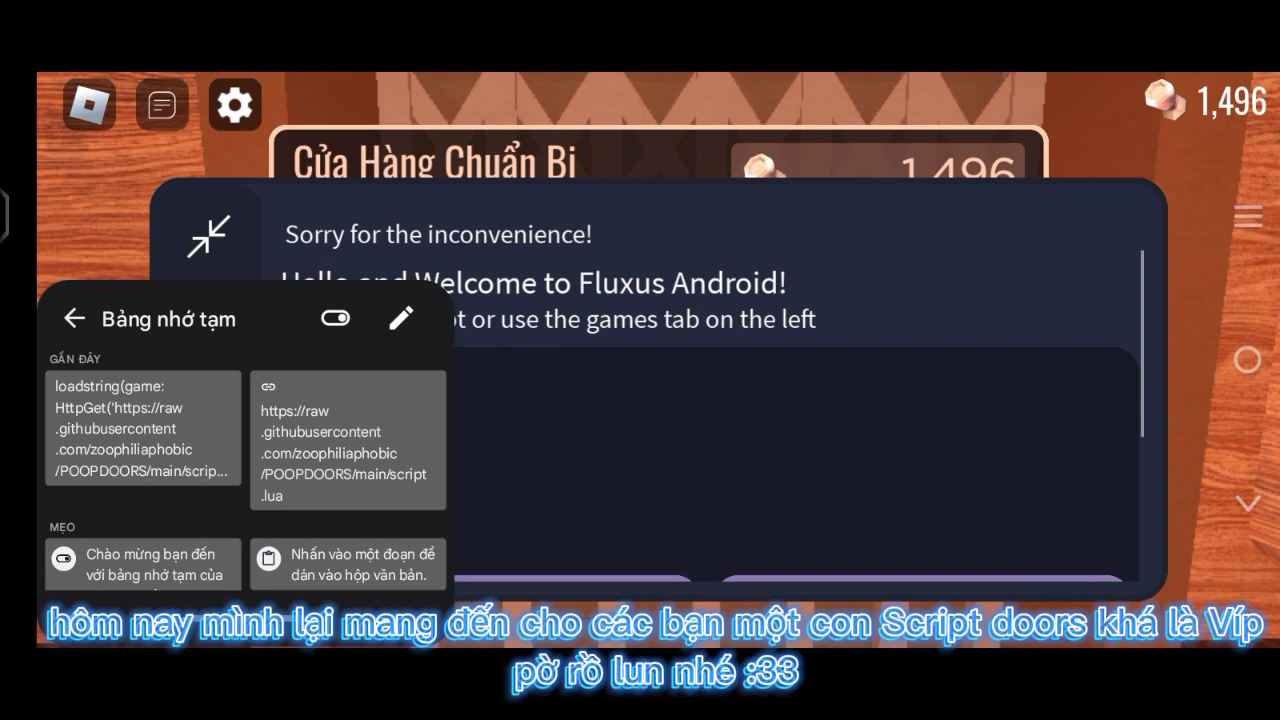 1,496
Cửa Hàng Chuẩn Bị
1,496
Sorry for the inconvenience!
Hello and Welcome to Fluxus Android!
or use the games tab on the left
Bảng nhớ tạm
GẦN ĐÂY
loadstring(game:
HttpGet('https://raw
.githubusercontent
.com/zoophiliaphobic
/POOPDOORS/main/scrip...
https://raw
.githubusercontent
.com/zoophiliaphobic
/POOPDOORS/main/script
.lua
MẸO
Chào mừng bạn đến
với bảng nhớ tạm của
Nhấn vào một đoạn để
dán vào hộp văn bản.
hôm nay mình lại mang đến cho các bạn một con Script doors khá là Víp
pờ rồ lun nhé :33